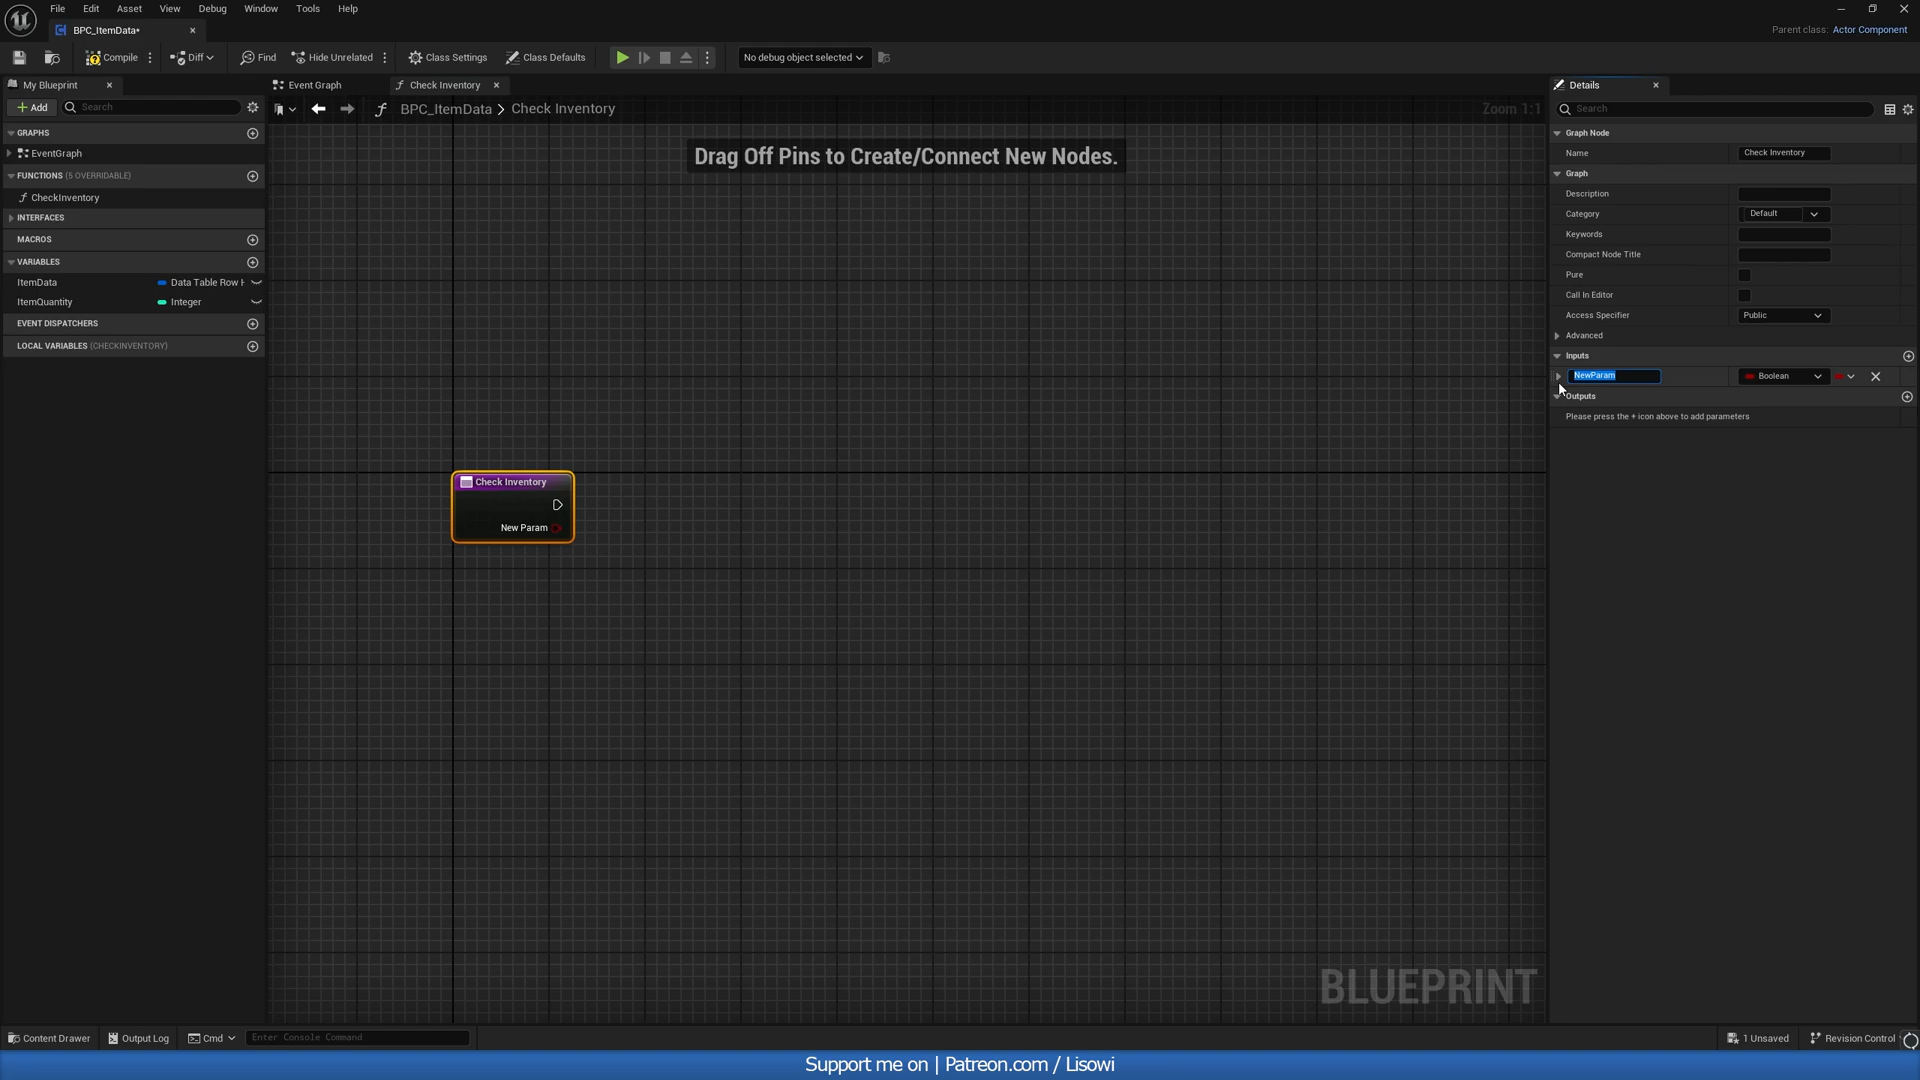 File Edit Asset View Debug Window Tools Help
BPC_ItemData*
Parent class: Actor Component
Compile Diff Find Hide Unrelated Class Settings Class Defaults No debug object selected
My Blueprint
Event Graph
Check Inventory
Details
+ Add Search
BPC_ItemData > Check Inventory
Zoom 1:1
Search
GRAPHS
EventGraph
FUNCTIONS (5 OVERRIDABLE)
CheckInventory
INTERFACES
MACROS
VARIABLES
ItemData Data Table Row H
ItemQuantity Integer
EVENT DISPATCHERS
LOCAL VARIABLES (CHECKINVENTORY)
Drag Off Pins to Create/Connect New Nodes.
Check Inventory
New Param
BLUEPRINT
Graph Node
Name Check Inventory
Graph
Description
Category Default
Keywords
Compact Node Title
Pure
Call In Editor
Access Specifier Public
Advanced
Inputs
NewParam Boolean
Outputs
Please press the + icon above to add parameters
Content Drawer Output Log Cmd Enter Console Command
1 Unsaved Revision Control
Support me on | Patreon.com / Lisowi